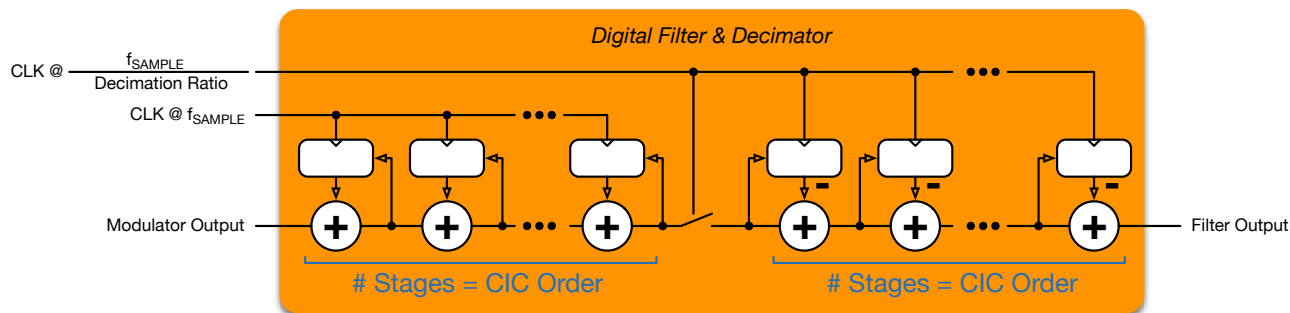 Digital Filter & Decimator
CLK @ fSAMPLE
Decimation Ratio
CLK @ fSAMPLE
+ + + + + +
Modulator Output
Filter Output
# Stages = CIC Order
# Stages = CIC Order